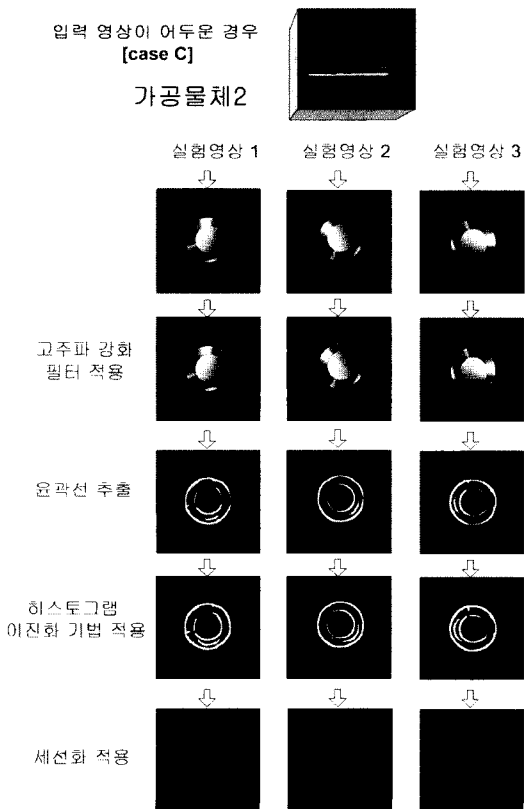 입력 영상이 어두운 경우
[case C]
가공물체2
실험영상 1
실험영상 2
실험영상 3
고주파 강화
필터 적용
윤곽선 추출
히스토그램
이진화 기법 적용
세선화 적용